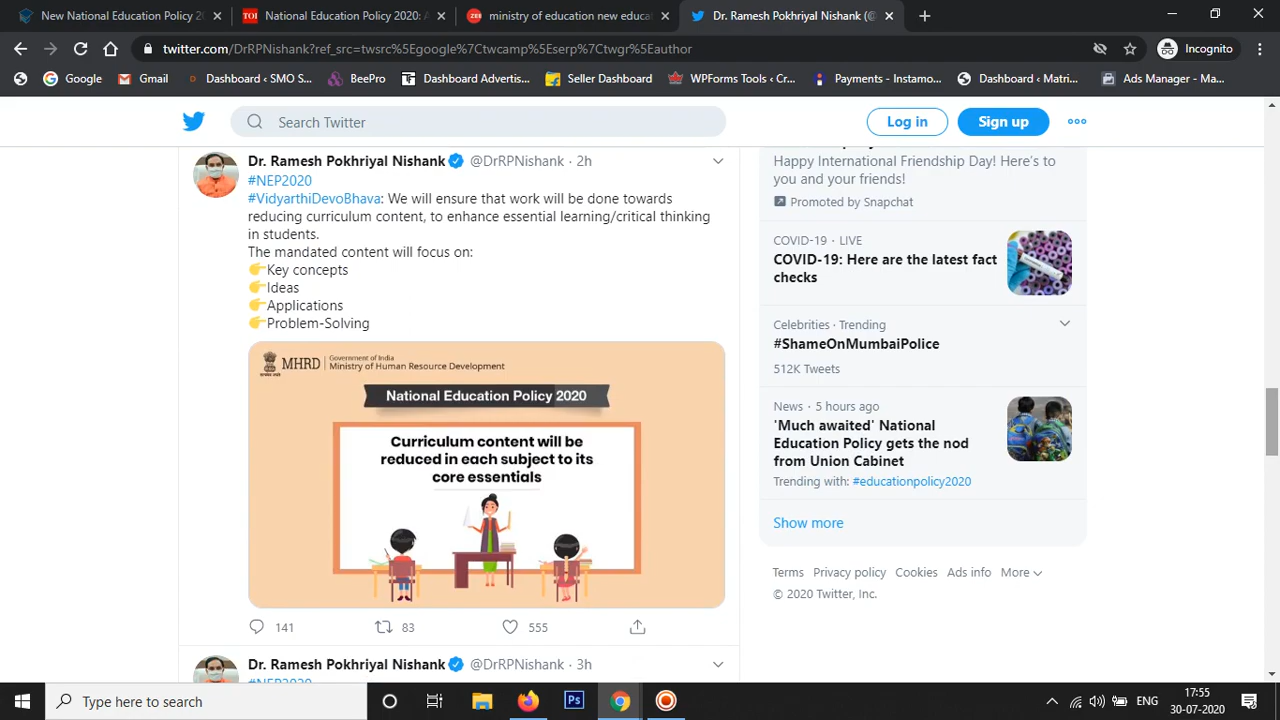 New National Education Policy 2
TOI
National Education Policy 2020: A
ZEE
ministry of education new educat
Dr. Ramesh Pokhriyal Nishank (@
twitter.com/DrRPNishank?ref_src=twsrc%5Egoogle%7Ctwcamp%5Eserp%7Ctwgr%5Eauthor
Incognito
Google
Gmail
Dashboard ‹ SMO S...
BeePro
Dashboard Advertis...
Seller Dashboard
WPForms Tools ‹ Cr...
Payments - Instamo...
Dashboard ‹ Matri...
Ads Manager - Ma...
Search Twitter
Log in
Sign up
Dr. Ramesh Pokhriyal Nishank @DrRPNishank · 2h
#NEP2020
#VidyarthiDevoBhava: We will ensure that work will be done towards
reducing curriculum content, to enhance essential learning/critical thinking
in students.
The mandated content will focus on:
👉Key concepts
👉Ideas
👉Applications
👉Problem-Solving
MHRD
Government of India
Ministry of Human Resource Development
National Education Policy 2020
Curriculum content will be
reduced in each subject to its
core essentials
141
83
555
Dr. Ramesh Pokhriyal Nishank @DrRPNishank · 3h
#NEP2020
Happy International Friendship Day! Here's to
you and your friends!
Promoted by Snapchat
COVID-19 · LIVE
COVID-19: Here are the latest fact
checks
Celebrities · Trending
#ShameOnMumbaiPolice
512K Tweets
News · 5 hours ago
'Much awaited' National
Education Policy gets the nod
from Union Cabinet
Trending with: #educationpolicy2020
Show more
Terms Privacy policy Cookies Ads info More
© 2020 Twitter, Inc.
Type here to search
Ps
ENG
17:55
30-07-2020